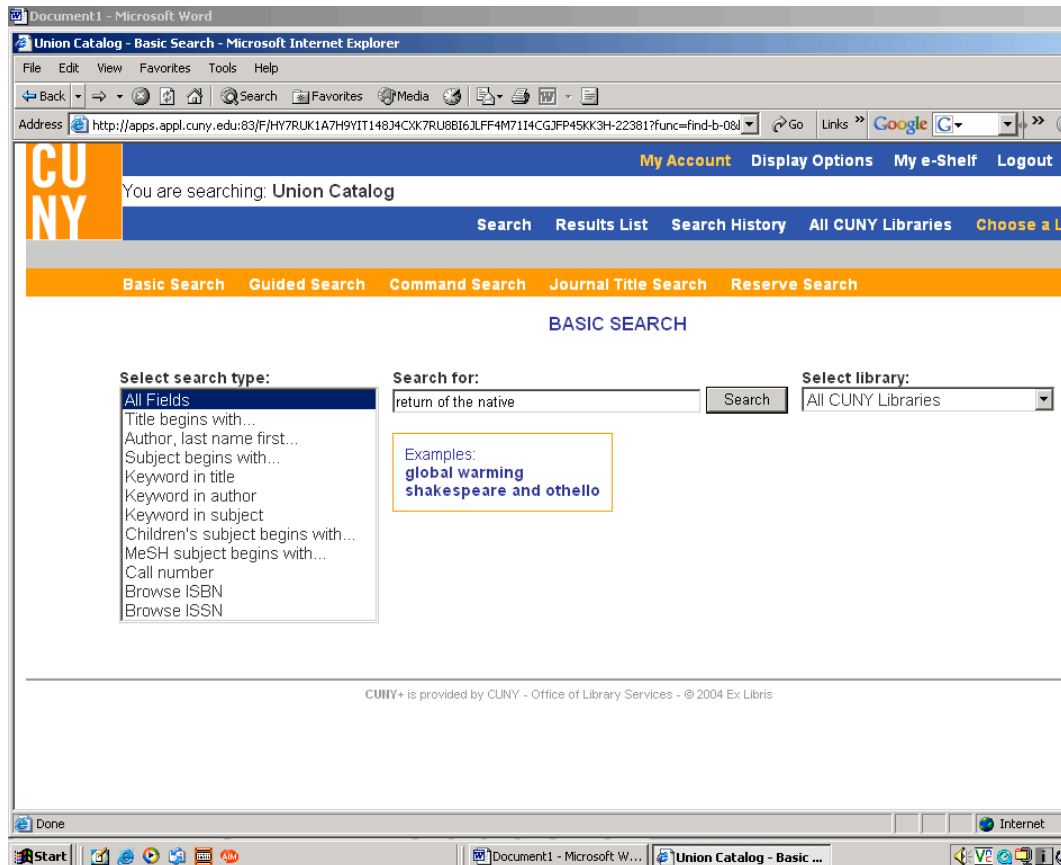 Document1 - Microsoft Word
Union Catalog - Basic Search - Microsoft Internet Explorer
File Edit View Favorites Tools Help
Back Search Favorites Media
Address http://apps.appl.cuny.edu:83/F/HY7RUK1A7H9YIT148J4CXK7RU8BI6JLFF4M71I4CGJFP45KK3H-22381?func=find-b-0& Go Links » Google G »
CU
NY
My Account Display Options My e-Shelf Logout
You are searching: Union Catalog
Search Results List Search History All CUNY Libraries Choose a L
Basic Search Guided Search Command Search Journal Title Search Reserve Search
BASIC SEARCH
Select search type: Search for: Select library:
All Fields return of the native Search All CUNY Libraries
Title begins with...
Author, last name first...
Subject begins with...
Keyword in title
Keyword in author
Keyword in subject
Children's subject begins with...
MeSH subject begins with...
Call number
Browse ISBN
Browse ISSN
Examples:
global warming
shakespeare and othello
CUNY+ is provided by CUNY - Office of Library Services - © 2004 Ex Libris
Done Internet
Start Document1 - Microsoft W... Union Catalog - Basic ...